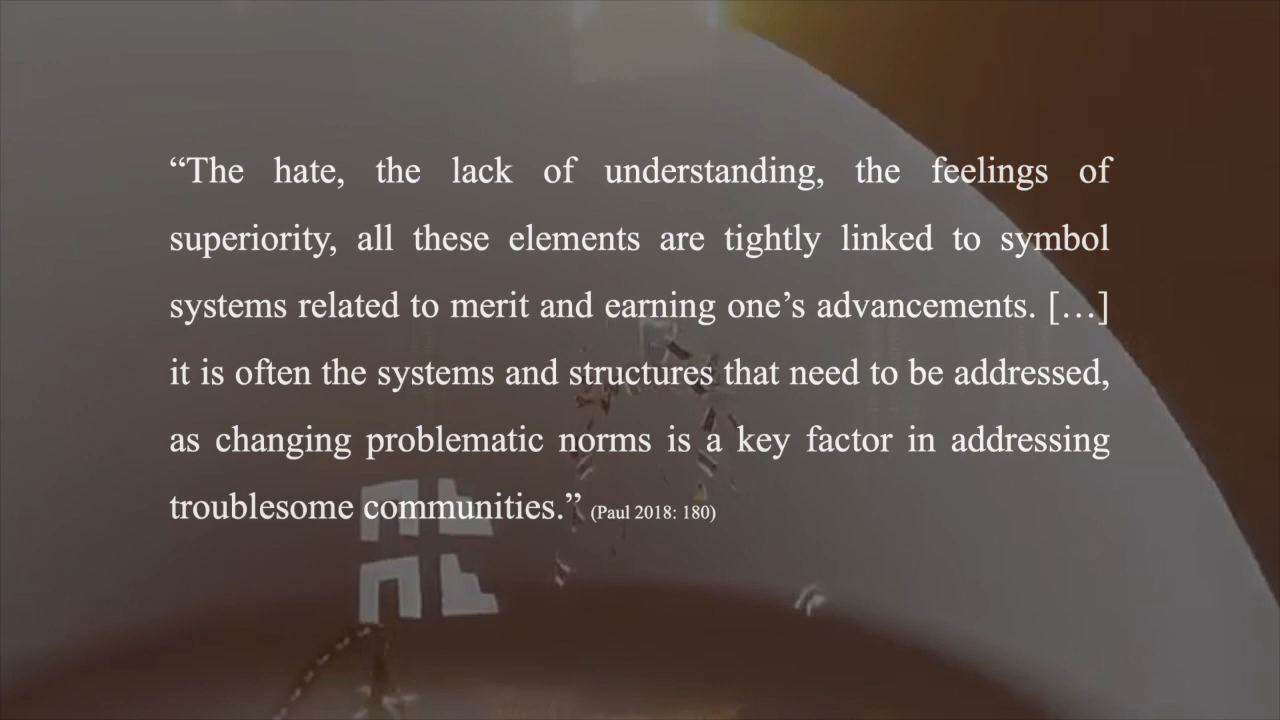 “The hate, the lack of understanding, the feelings of
superiority, all these elements are tightly linked to symbol
systems related to merit and earning one’s advancements. […]
it is often the systems and structures that need to be addressed,
as changing problematic norms is a key factor in addressing
troublesome communities.” (Paul 2018: 180)